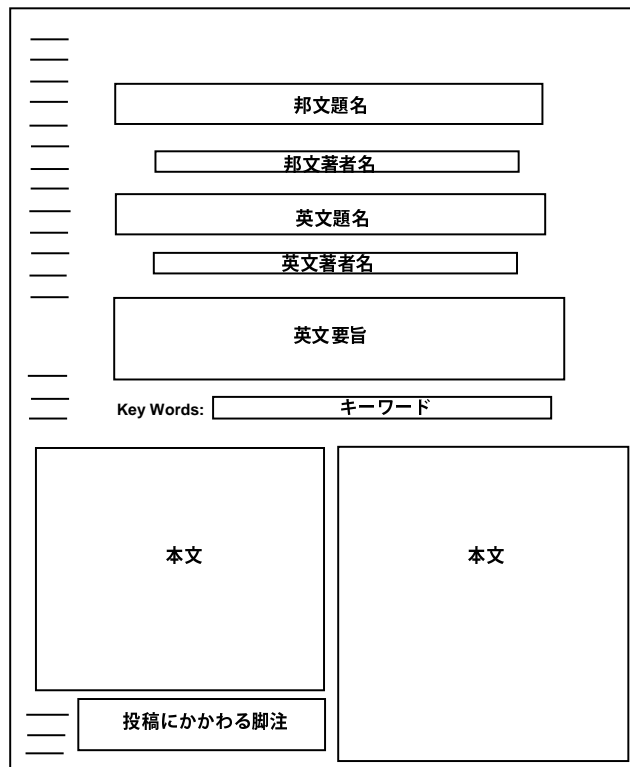 邦文題名
邦文著者名
英文題名
英文著者名
英文要旨
Key Words: キーワード
本文
本文
投稿にかかわる脚注